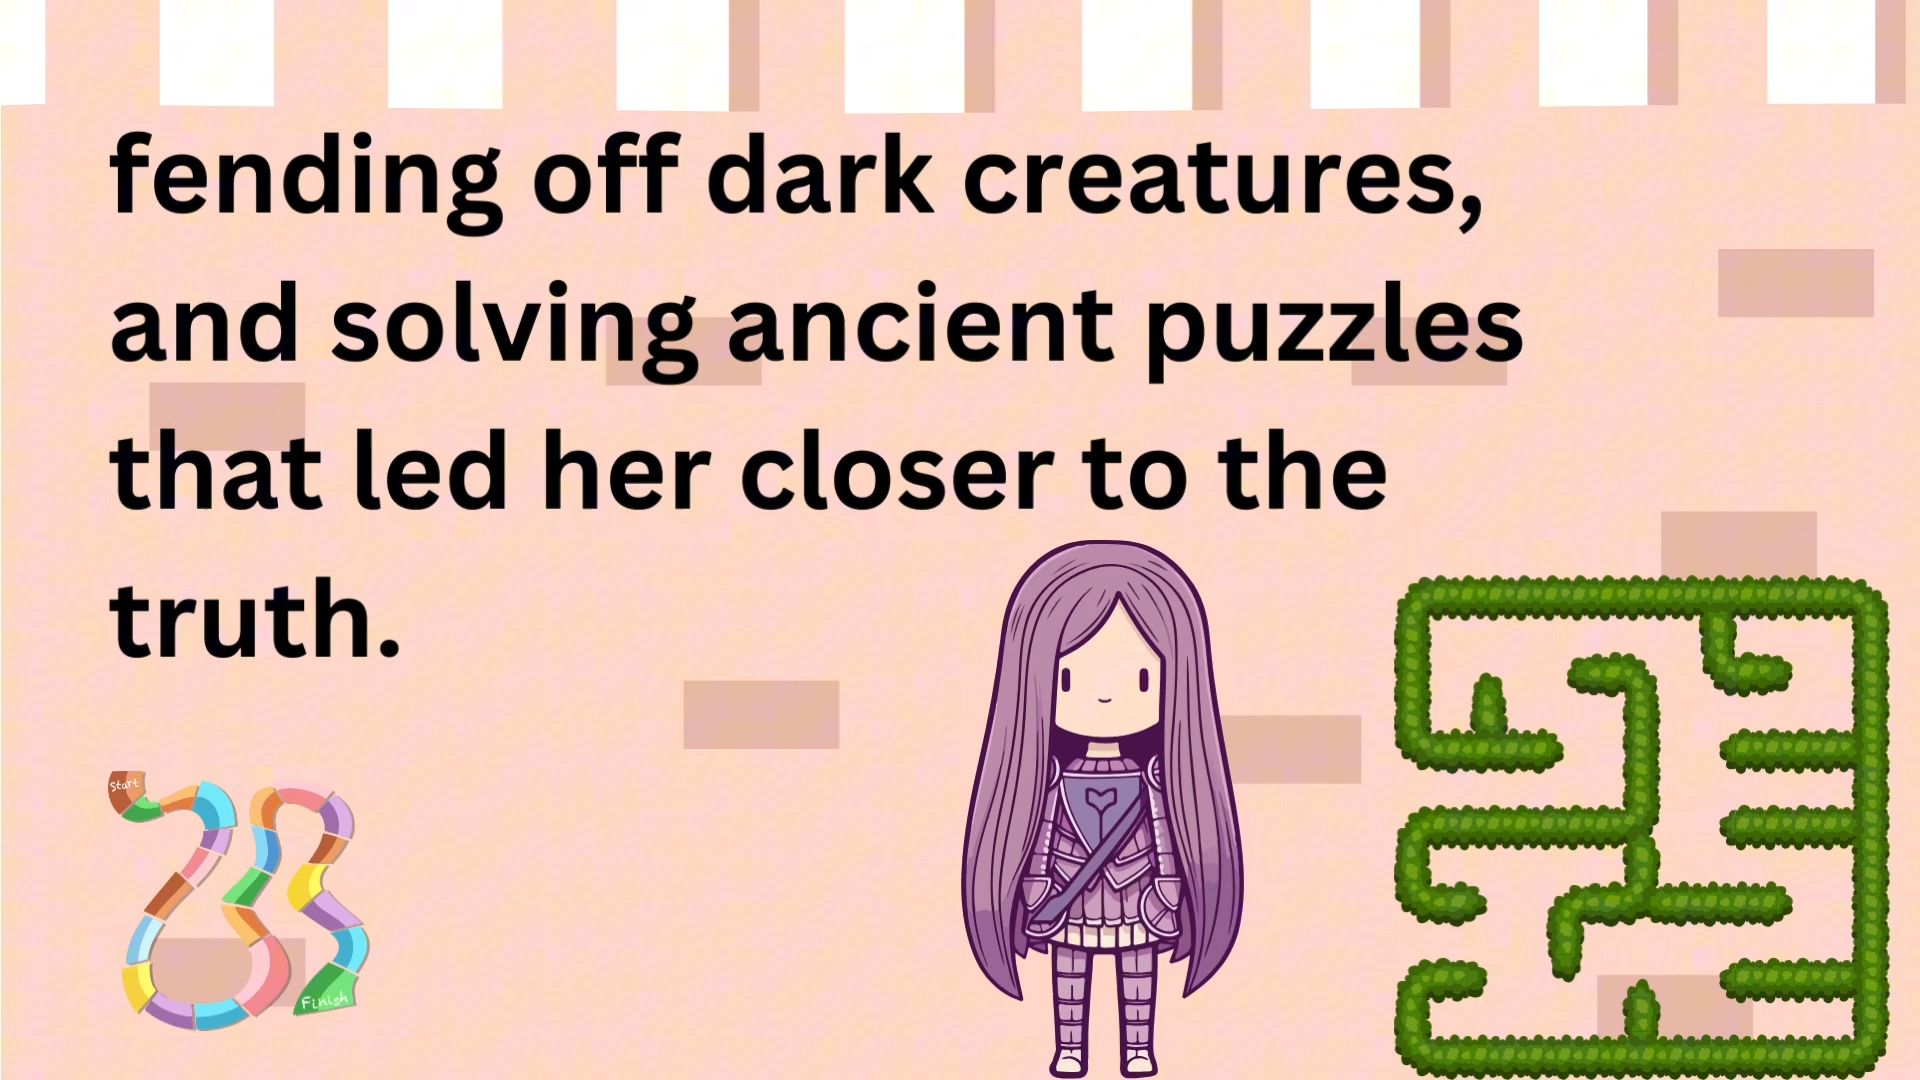 fending off dark creatures,
and solving ancient puzzles
that led her closer to the
truth.
Start
Finish